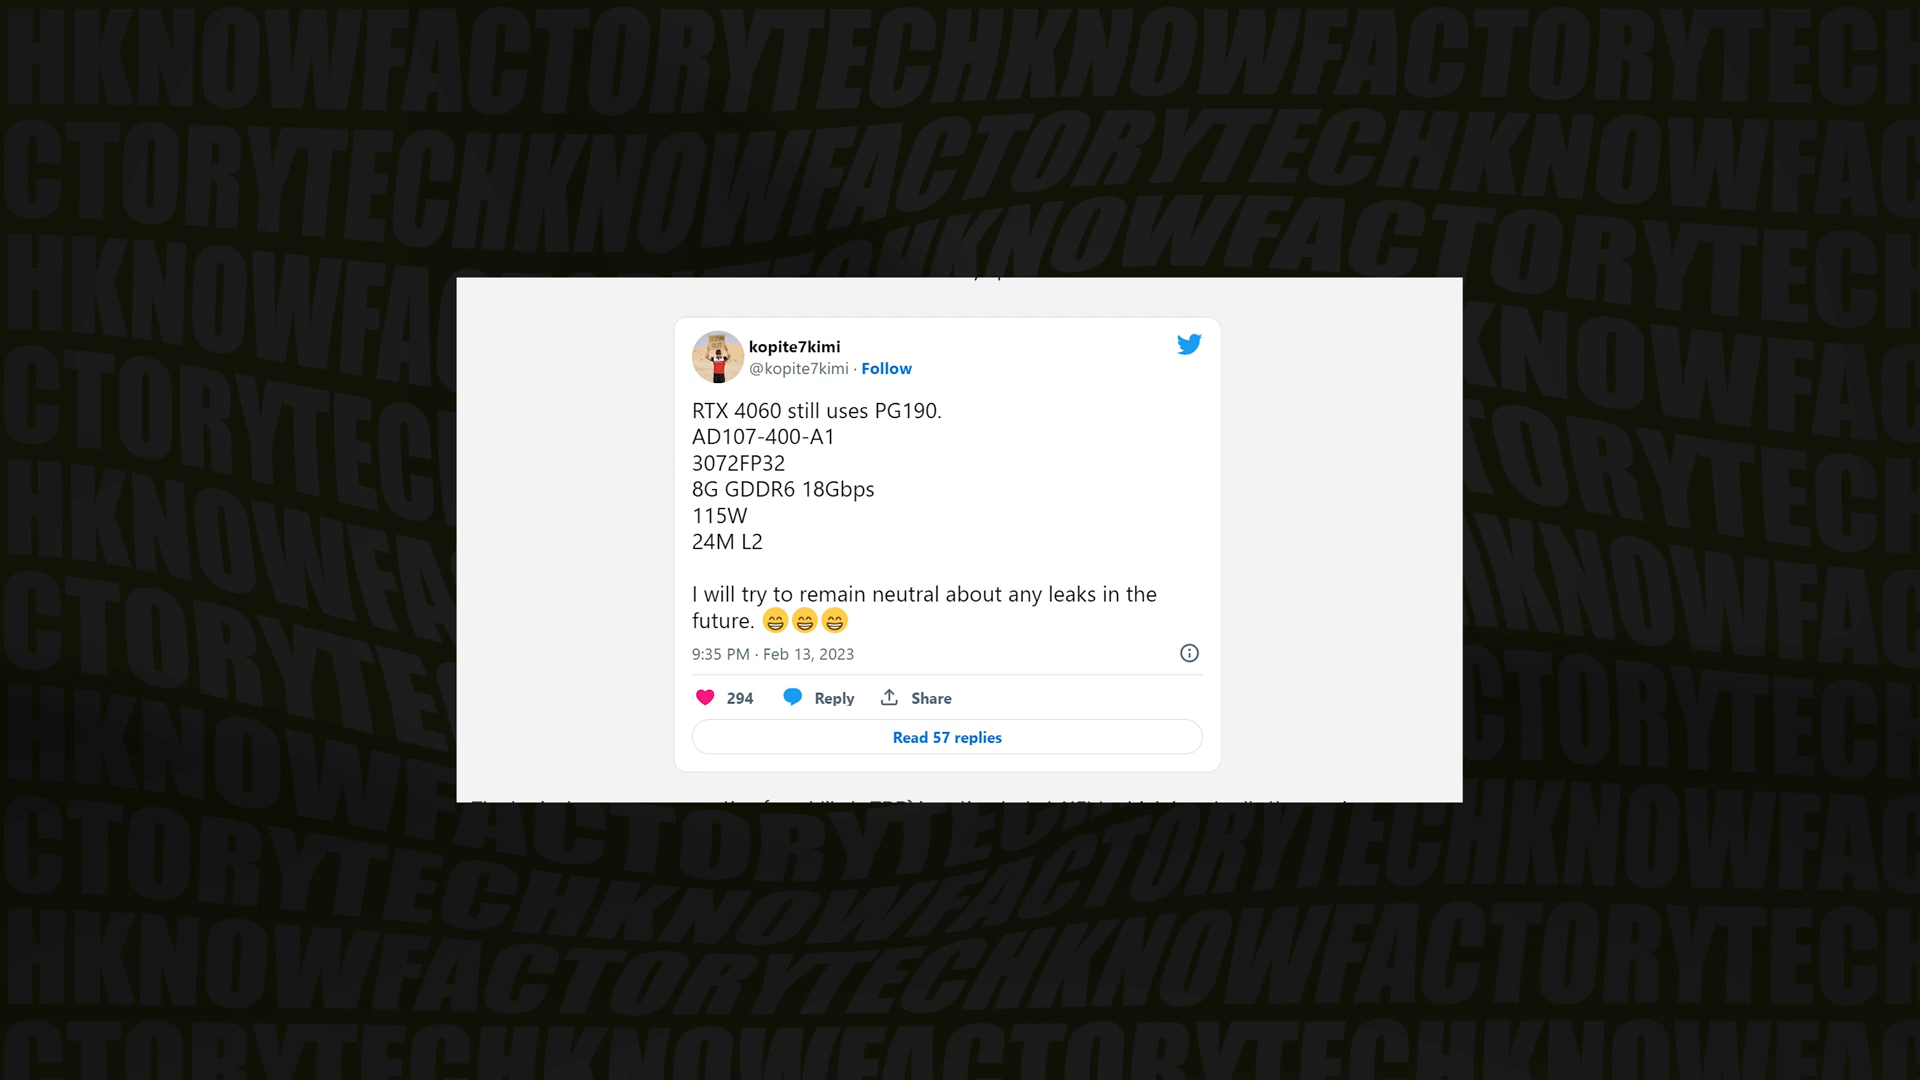 HKNOWFACTORYTECHKNOWFACTORYTECH
CTORYTECHKNOWFACTORYTECHKNOWFAC
kopite7kimi
@kopite7kimi · Follow
RTX 4060 still uses PG190.
AD107-400-A1
3072FP32
8G GDDR6 18Gbps
115W
24M L2
I will try to remain neutral about any leaks in the
future. 😁😁😁
9:35 PM · Feb 13, 2023
294 Reply Share
Read 57 replies